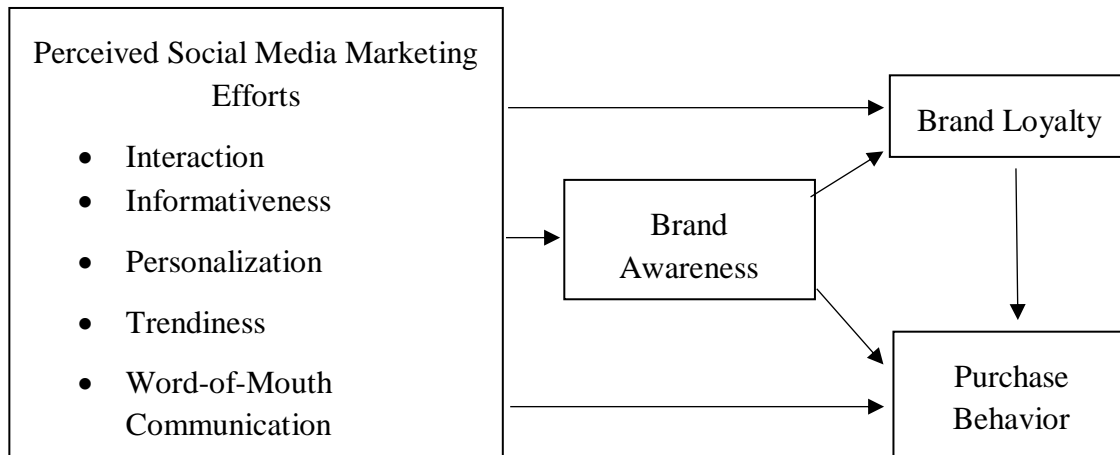 Perceived Social Media Marketing
Efforts
• Interaction
• Informativeness
• Personalization
• Trendiness
• Word-of-Mouth
Communication
Brand
Awareness
Brand Loyalty
Purchase
Behavior